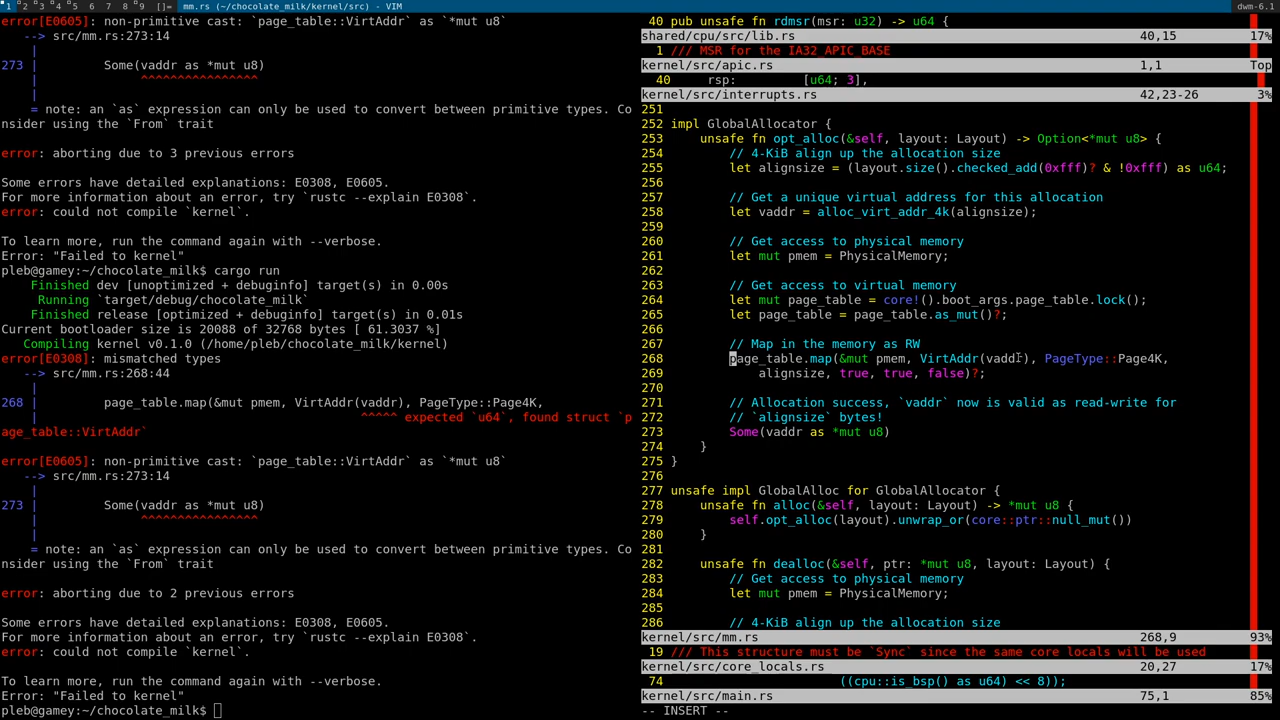 1 2 3 4 5 6 7 8 9 []= mm.rs (~/chocolate_milk/kernel/src) - VIM dwm-6.1
error[E0605]: non-primitive cast: `page_table::VirtAddr` as `*mut u8`
--> src/mm.rs:273:14
|
273 | Some(vaddr as *mut u8)
| ^^^^^^^^^^^^^^^^
|
= note: an `as` expression can only be used to convert between primitive types. Co
nsider using the `From` trait
error: aborting due to 3 previous errors
Some errors have detailed explanations: E0308, E0605.
For more information about an error, try `rustc --explain E0308`.
error: could not compile `kernel`.
To learn more, run the command again with --verbose.
Error: "Failed to kernel"
pleb@gamey:~/chocolate_milk$ cargo run
Finished dev [unoptimized + debuginfo] target(s) in 0.00s
Running `target/debug/chocolate_milk`
Finished release [optimized + debuginfo] target(s) in 0.01s
Current bootloader size is 20088 of 32768 bytes [ 61.3037 %]
Compiling kernel v0.1.0 (/home/pleb/chocolate_milk/kernel)
error[E0308]: mismatched types
--> src/mm.rs:268:44
|
268 | page_table.map(&mut pmem, VirtAddr(vaddr), PageType::Page4K,
| ^^^^^ expected `u64`, found struct `p
age_table::VirtAddr`
error[E0605]: non-primitive cast: `page_table::VirtAddr` as `*mut u8`
--> src/mm.rs:273:14
|
273 | Some(vaddr as *mut u8)
| ^^^^^^^^^^^^^^^^
|
= note: an `as` expression can only be used to convert between primitive types. Co
nsider using the `From` trait
error: aborting due to 2 previous errors
Some errors have detailed explanations: E0308, E0605.
For more information about an error, try `rustc --explain E0308`.
error: could not compile `kernel`.
To learn more, run the command again with --verbose.
Error: "Failed to kernel"
pleb@gamey:~/chocolate_milk$
40 pub unsafe fn rdmsr(msr: u32) -> u64 {
shared/cpu/src/lib.rs 40,15 17%
1 /// MSR for the IA32_APIC_BASE
kernel/src/apic.rs 1,1 Top
40 rsp: [u64; 3],
kernel/src/interrupts.rs 42,23-26 3%
251
252 impl GlobalAllocator {
253 unsafe fn opt_alloc(&self, layout: Layout) -> Option<*mut u8> {
254 // 4-KiB align up the allocation size
255 let alignsize = (layout.size().checked_add(0xfff)? & !0xfff) as u64;
256
257 // Get a unique virtual address for this allocation
258 let vaddr = alloc_virt_addr_4k(alignsize);
259
260 // Get access to physical memory
261 let mut pmem = PhysicalMemory;
262
263 // Get access to virtual memory
264 let mut page_table = core!().boot_args.page_table.lock();
265 let page_table = page_table.as_mut()?;
266
267 // Map in the memory as RW
268 page_table.map(&mut pmem, VirtAddr(vaddr), PageType::Page4K,
269 alignsize, true, true, false)?;
270
271 // Allocation success, `vaddr` now is valid as read-write for
272 // `alignsize` bytes!
273 Some(vaddr as *mut u8)
274 }
275 }
276
277 unsafe impl GlobalAlloc for GlobalAllocator {
278 unsafe fn alloc(&self, layout: Layout) -> *mut u8 {
279 self.opt_alloc(layout).unwrap_or(core::ptr::null_mut())
280 }
281
282 unsafe fn dealloc(&self, ptr: *mut u8, layout: Layout) {
283 // Get access to physical memory
284 let mut pmem = PhysicalMemory;
285
286 // 4-KiB align up the allocation size
kernel/src/mm.rs 268,9 93%
19 /// This structure must be `Sync` since the same core locals will be used
kernel/src/core_locals.rs 20,27 17%
74 ((cpu::is_bsp() as u64) << 8));
kernel/src/main.rs 75,1 85%
-- INSERT --